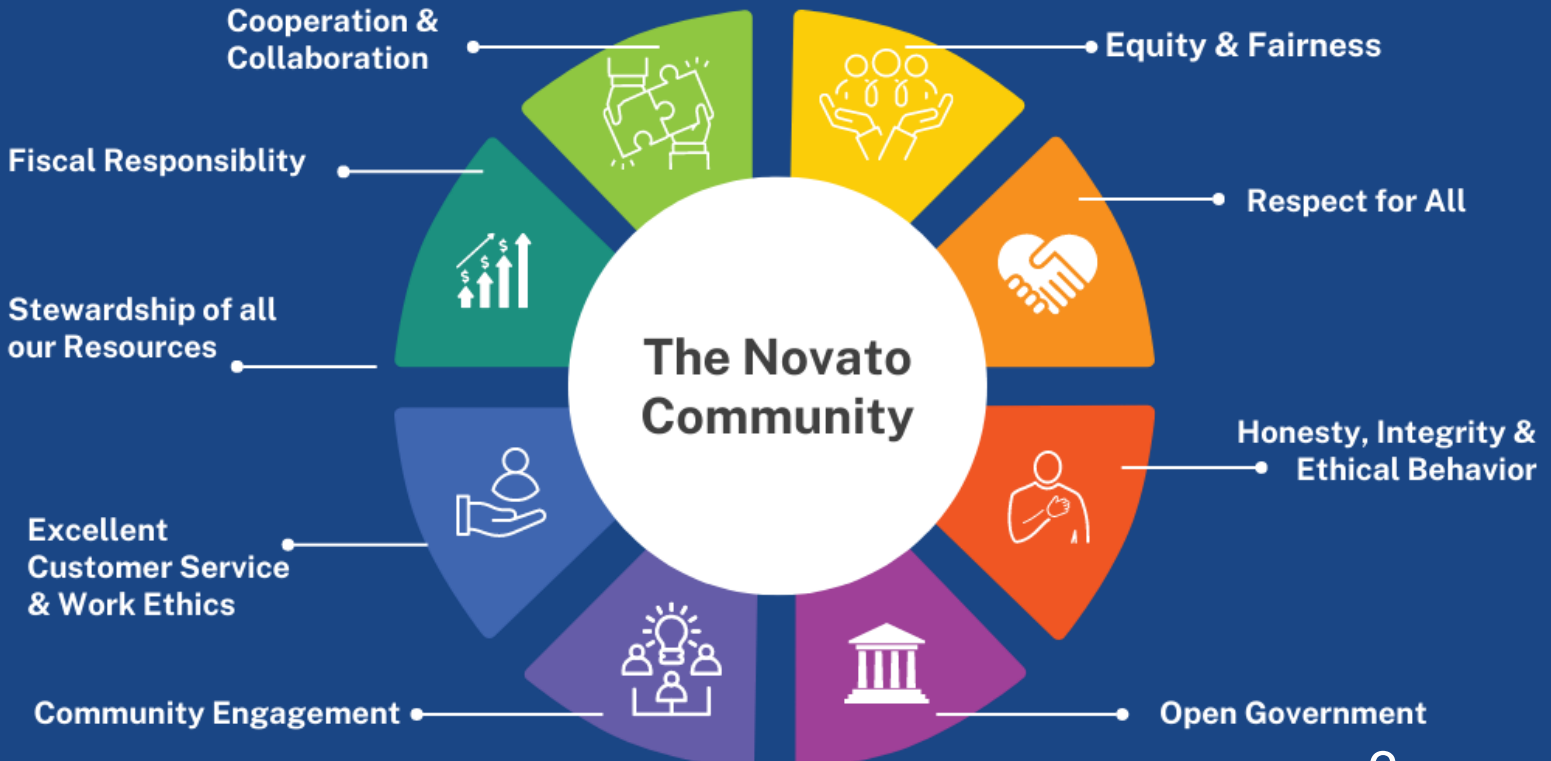 Cooperation &
Collaboration
Equity & Fairness
Fiscal Responsiblity
Respect for All
Stewardship of all
our Resources
$
$
$
The Novato
Community
Honesty, Integrity &
Ethical Behavior
Excellent
Customer Service
& Work Ethics
Community Engagement
Open Government